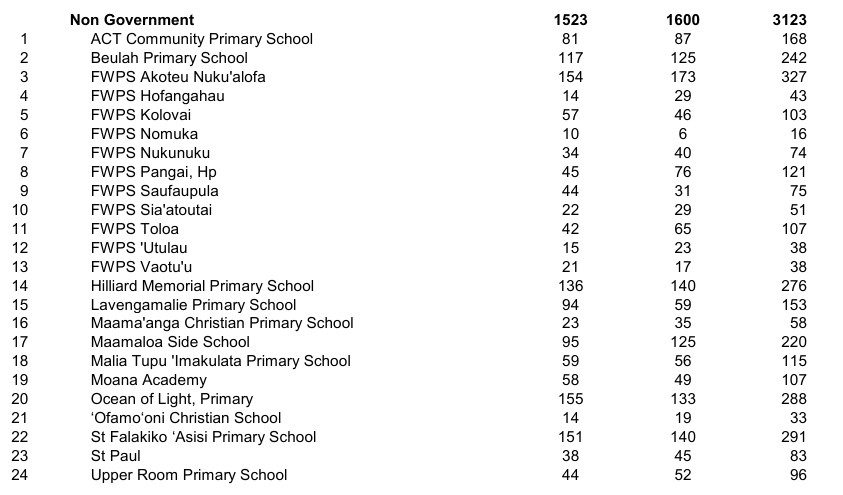 Non Government 1523 1600 3123
1 ACT Community Primary School 81 87 168
2 Beulah Primary School 117 125 242
3 FWPS Akoteu Nuku'alofa 154 173 327
4 FWPS Hofangahau 14 29 43
5 FWPS Kolovai 57 46 103
6 FWPS Nomuka 10 6 16
7 FWPS Nukunuku 34 40 74
8 FWPS Pangai, Hp 45 76 121
9 FWPS Saufaupula 44 31 75
10 FWPS Sia'atoutai 22 29 51
11 FWPS Toloa 42 65 107
12 FWPS 'Utulau 15 23 38
13 FWPS Vaotu'u 21 17 38
14 Hilliard Memorial Primary School 136 140 276
15 Lavengamalie Primary School 94 59 153
16 Maama'anga Christian Primary School 23 35 58
17 Maamaloa Side School 95 125 220
18 Malia Tupu 'Imakulata Primary School 59 56 115
19 Moana Academy 58 49 107
20 Ocean of Light, Primary 155 133 288
21 ‘Ofamo‘oni Christian School 14 19 33
22 St Falakiko ‘Asisi Primary School 151 140 291
23 St Paul 38 45 83
24 Upper Room Primary School 44 52 96